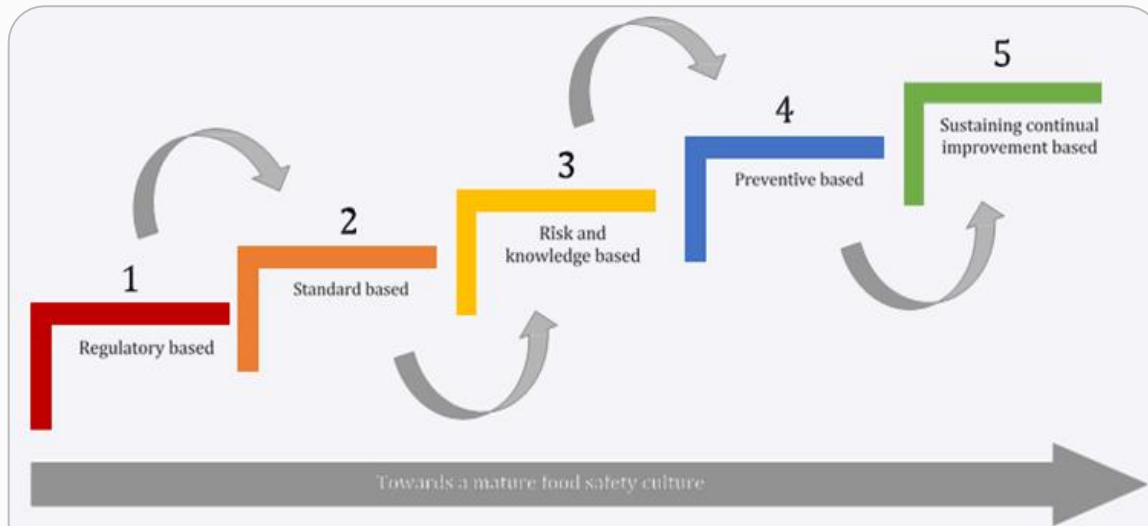 1
Regulatory based
2
Standard based
3
Risk and
knowledge based
4
Preventive based
5
Sustaining continual
improvement based
Towards a mature food safety culture